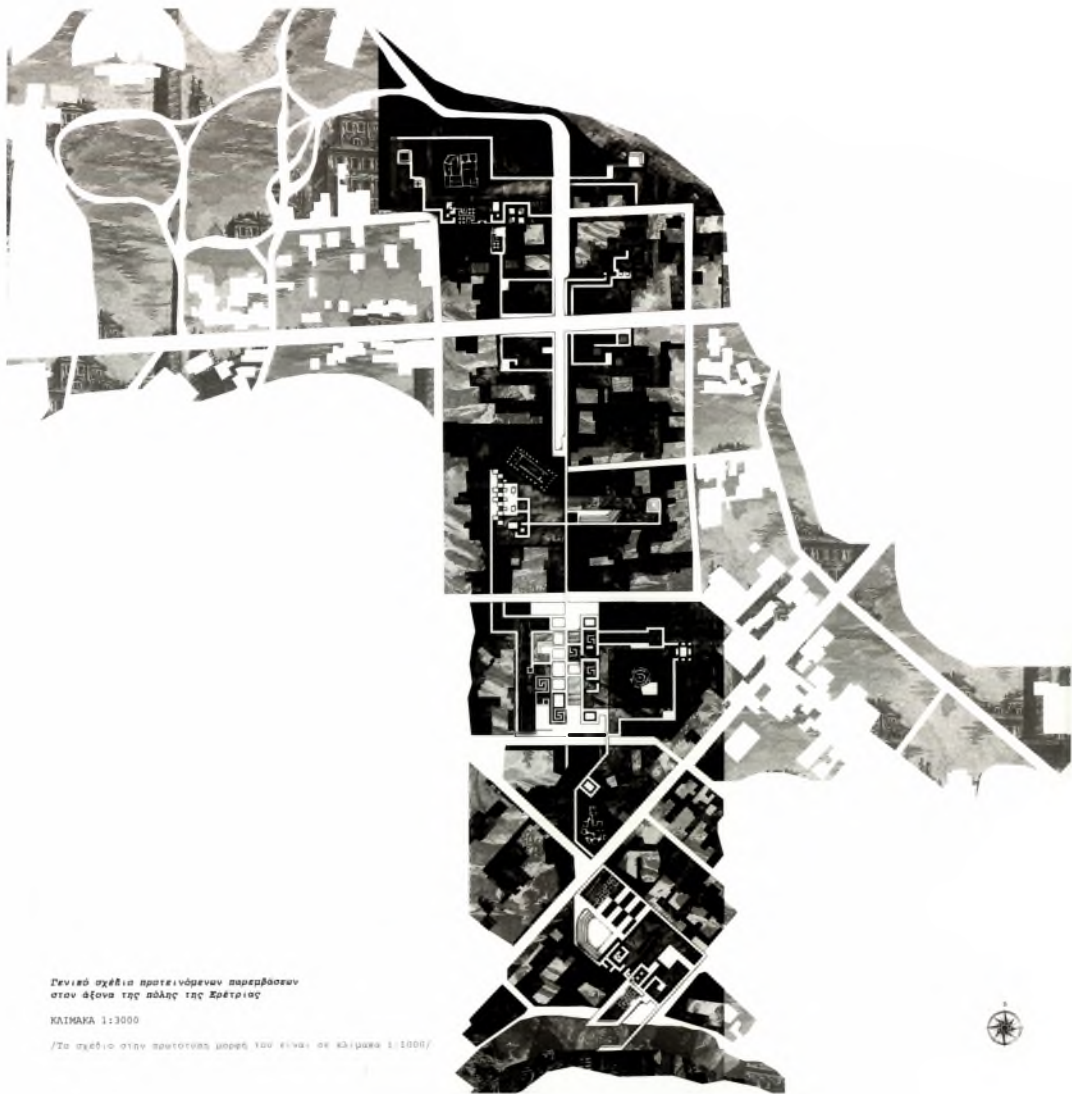 Γενικό σχέδιο προτεινόμενων παρεμβάσεων
στον άξονα της πόλης της Ερέτριας
ΚΛΙΜΑΚΑ 1:3000
/Το σχέδιο στην πρωτότυπη μορφή του είναι σε κλίμακα 1:1000/